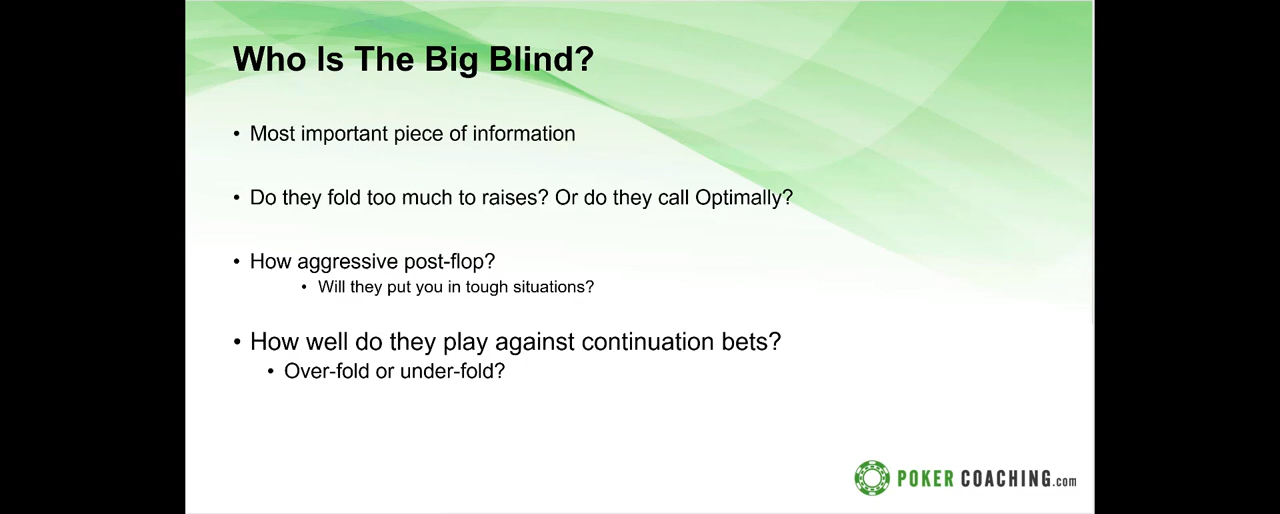 Who Is The Big Blind?
• Most important piece of information
• Do they fold too much to raises? Or do they call Optimally?
• How aggressive post-flop?
• Will they put you in tough situations?
• How well do they play against continuation bets?
• Over-fold or under-fold?
POKER COACHING.com